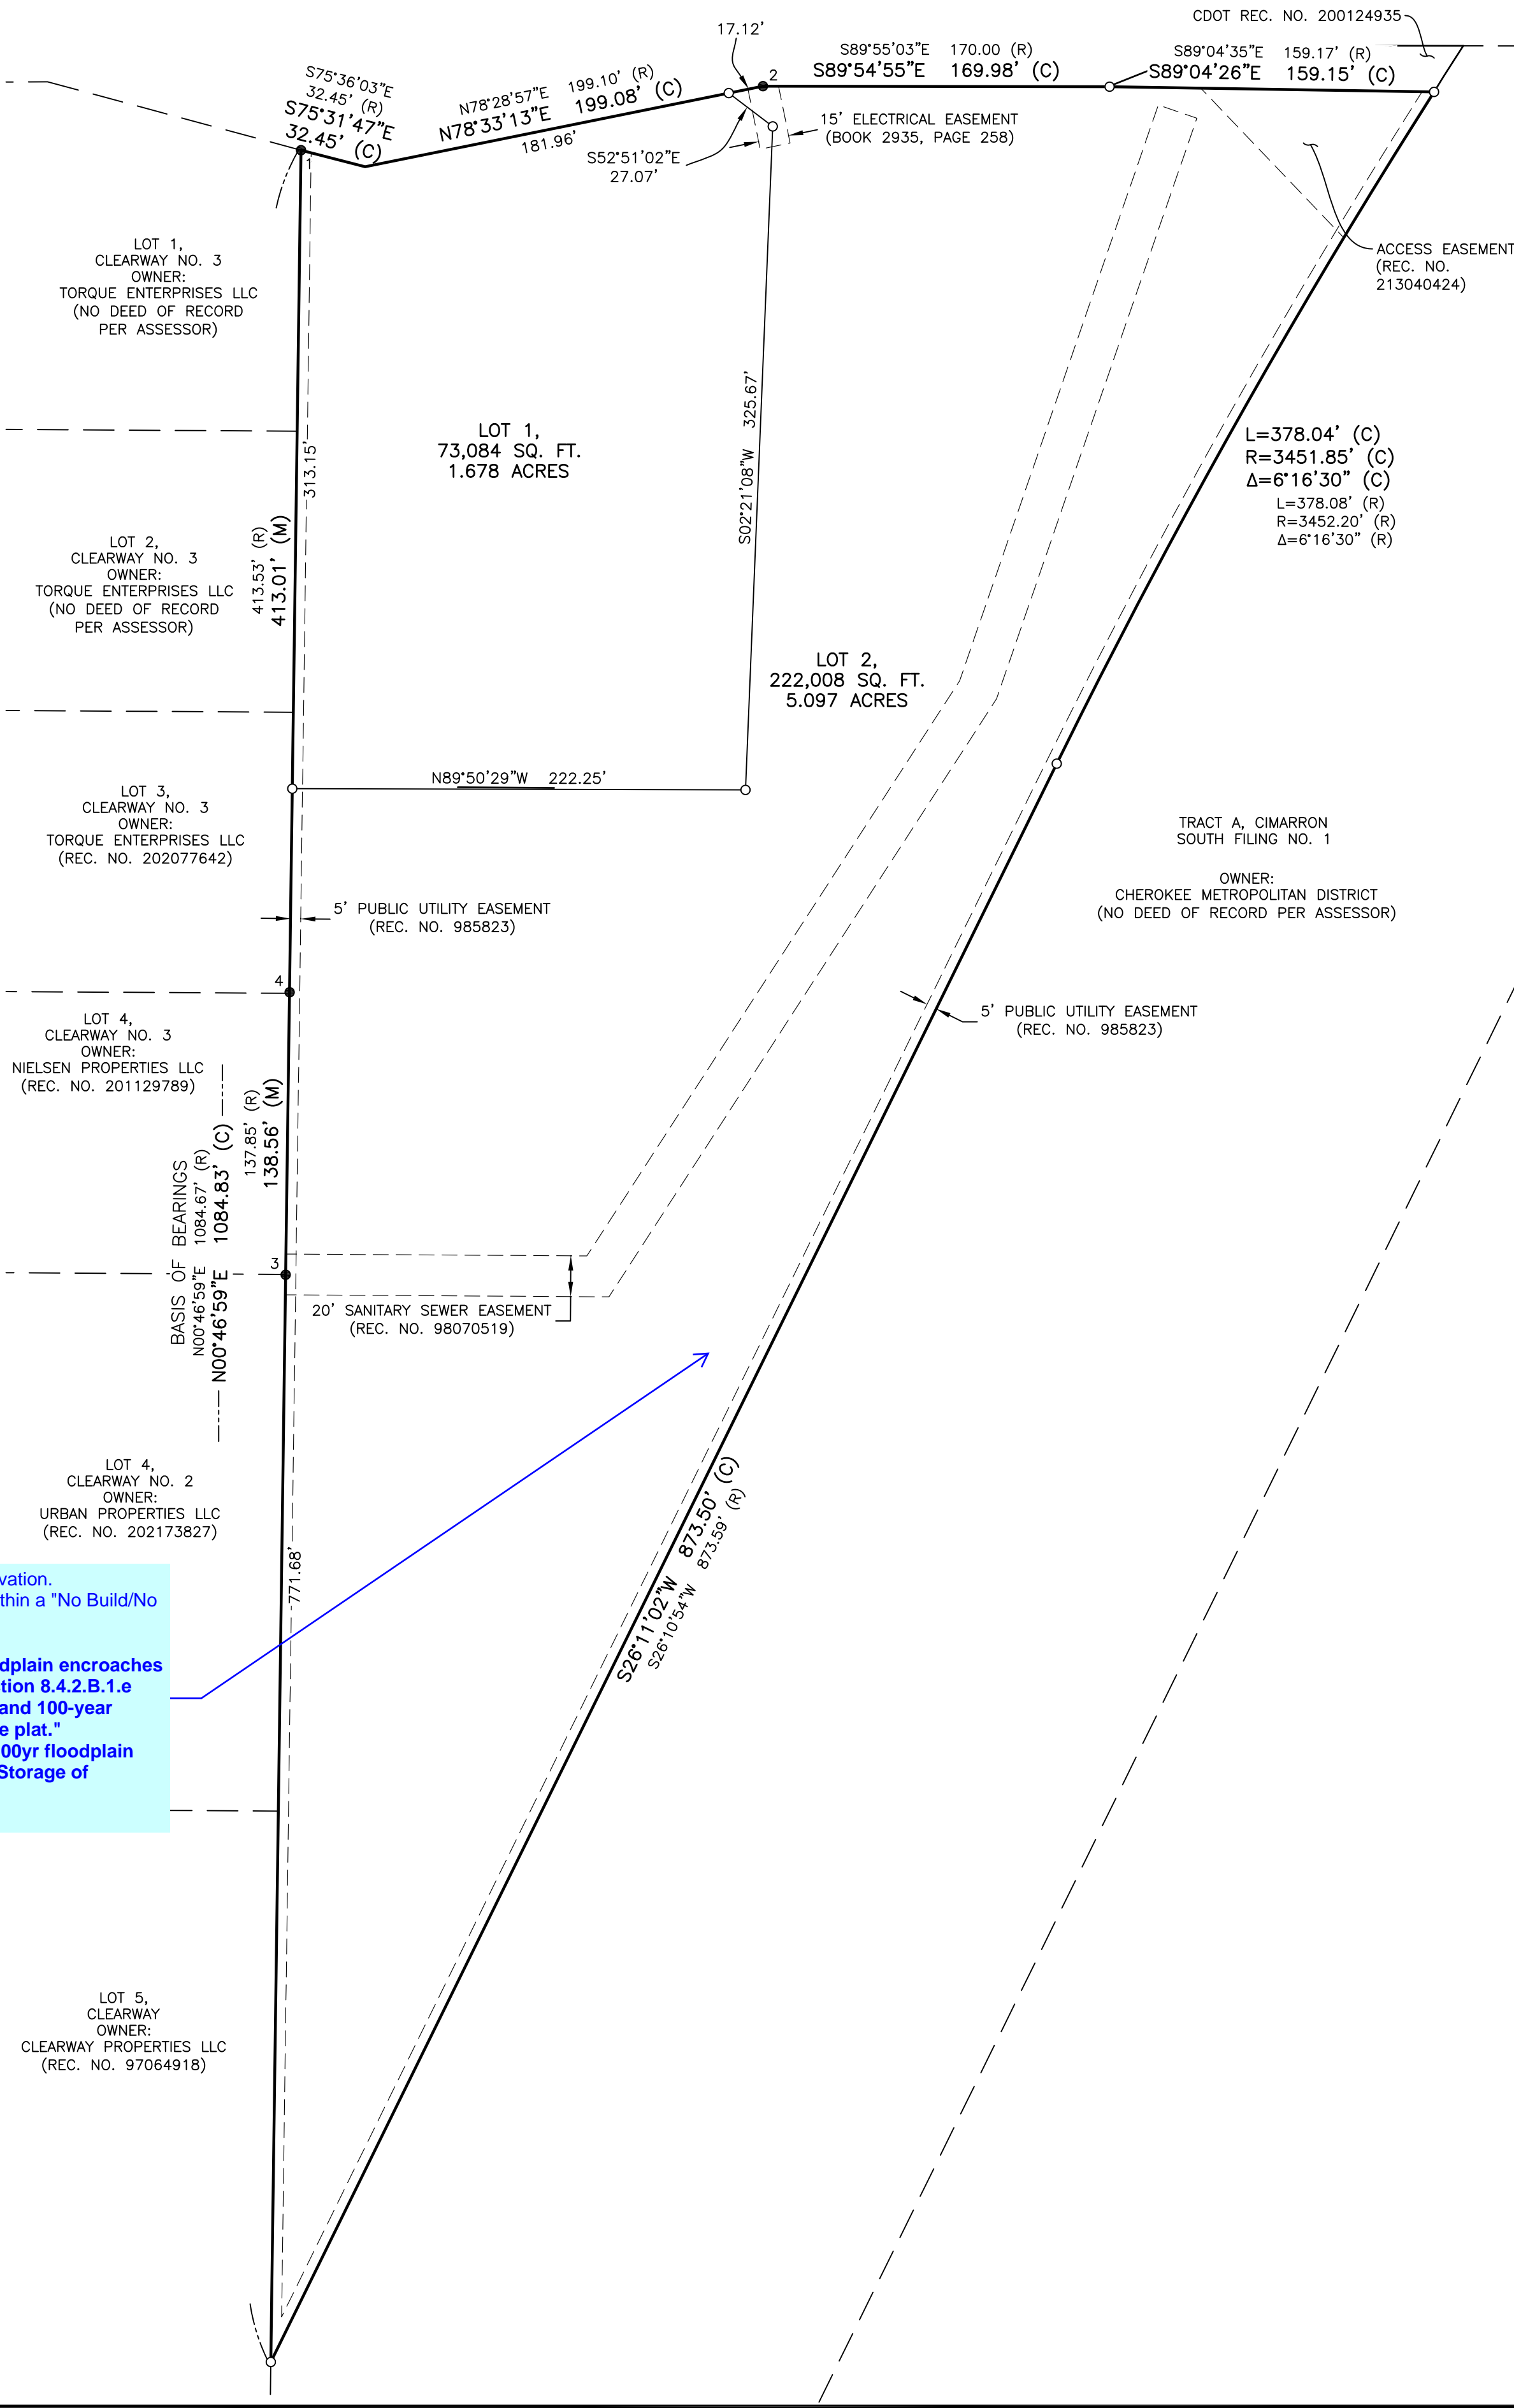 CDOT REC. NO. 200124935
17.12'
S89°55'03"E 170.00 (R)
S89°54'55"E 169.98' (C)
S89°04'35"E 159.17' (R)
S89°04'26"E 159.15' (C)
S75°36'03"E
32.45' (R)
S75°31'47"E
32.45' (C)
N78°28'57"E 199.10' (R)
N78°33'13"E 199.08' (C)
181.96'
2
1
15' ELECTRICAL EASEMENT
(BOOK 2935, PAGE 258)
S52°51'02"E
27.07'
LOT 1,
CLEARWAY NO. 3
OWNER:
TORQUE ENTERPRISES LLC
(NO DEED OF RECORD
PER ASSESSOR)
ACCESS EASEMENT
(REC. NO.
213040424)
LOT 1,
73,084 SQ. FT.
1.678 ACRES
313.15'
S02°21'08"W 325.67'
L=378.04' (C)
R=3451.85' (C)
Δ=6°16'30" (C)
L=378.08' (R)
R=3452.20' (R)
Δ=6°16'30" (R)
413.53' (R)
413.01' (M)
LOT 2,
CLEARWAY NO. 3
OWNER:
TORQUE ENTERPRISES LLC
(NO DEED OF RECORD
PER ASSESSOR)
LOT 2,
222,008 SQ. FT.
5.097 ACRES
N89°50'29"W 222.25'
LOT 3,
CLEARWAY NO. 3
OWNER:
TORQUE ENTERPRISES LLC
(REC. NO. 202077642)
TRACT A, CIMARRON
SOUTH FILING NO. 1
OWNER:
CHEROKEE METROPOLITAN DISTRICT
(NO DEED OF RECORD PER ASSESSOR)
5' PUBLIC UTILITY EASEMENT
(REC. NO. 985823)
4
5' PUBLIC UTILITY EASEMENT
(REC. NO. 985823)
LOT 4,
CLEARWAY NO. 3
OWNER:
NIELSEN PROPERTIES LLC
(REC. NO. 201129789)
137.85' (R)
138.56' (M)
BASIS OF BEARINGS
N00°46'59"E 1084.67' (R)
N00°46'59"E 1084.83' (C)
3
20' SANITARY SEWER EASEMENT
(REC. NO. 98070519)
LOT 4,
CLEARWAY NO. 2
OWNER:
URBAN PROPERTIES LLC
(REC. NO. 202173827)
S26°11'02"W 873.50' (C)
S26°10'54"W 873.59' (R)
771.68'
vation.
thin a "No Build/No
dplain encroaches
tion 8.4.2.B.1.e
and 100-year
e plat."
00yr floodplain
Storage of
LOT 5,
CLEARWAY
OWNER:
CLEARWAY PROPERTIES LLC
(REC. NO. 97064918)